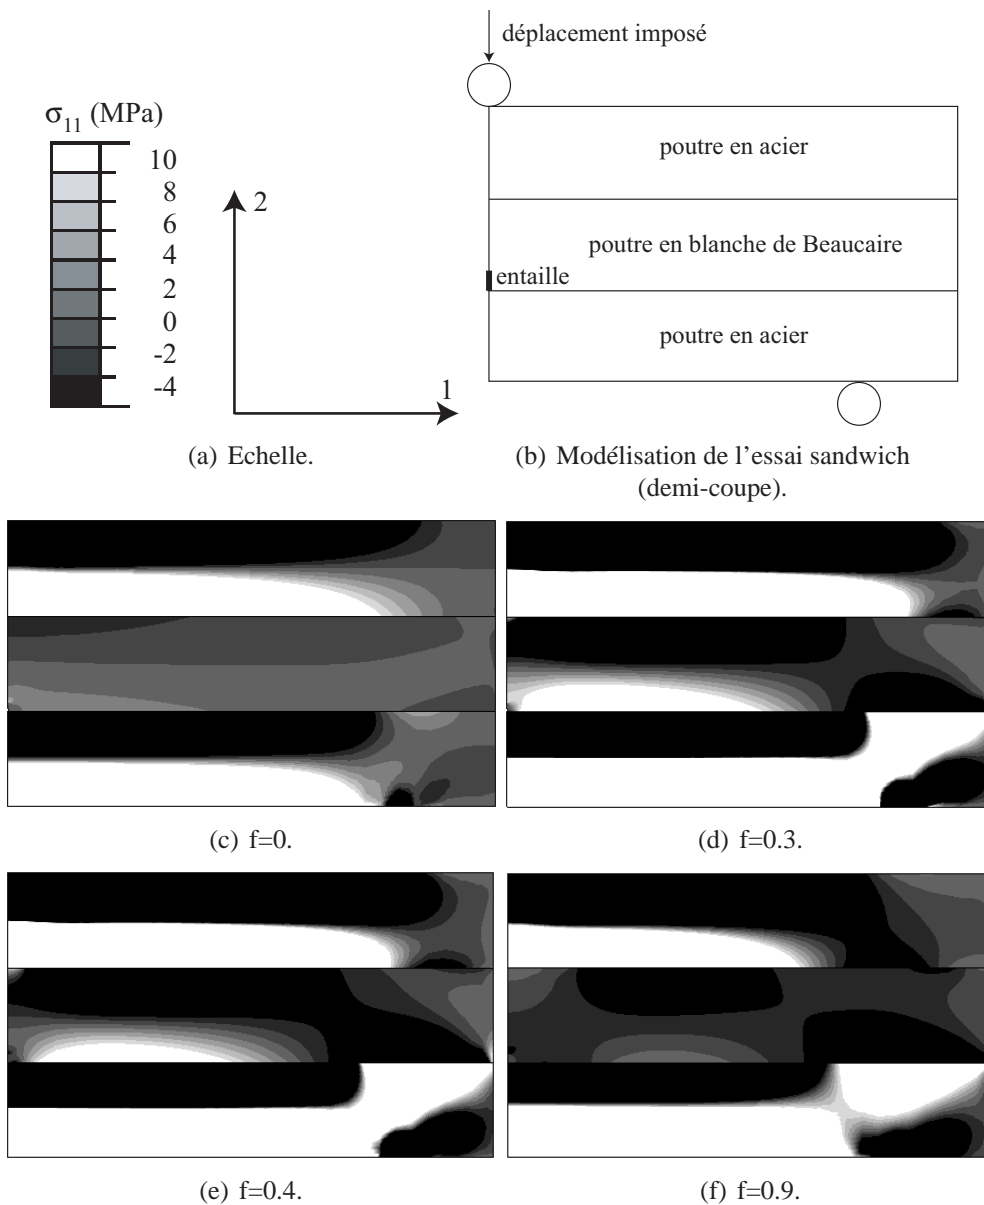 déplacement imposé
σ11 (MPa)
10
8
6
4
2
0
-2
-4
2
1
poutre en acier
poutre en blanche de Beaucaire
entaille
poutre en acier
(a) Echelle.
(b) Modélisation de l'essai sandwich
(demi-coupe).
(c) f=0.
(d) f=0.3.
(e) f=0.4.
(f) f=0.9.